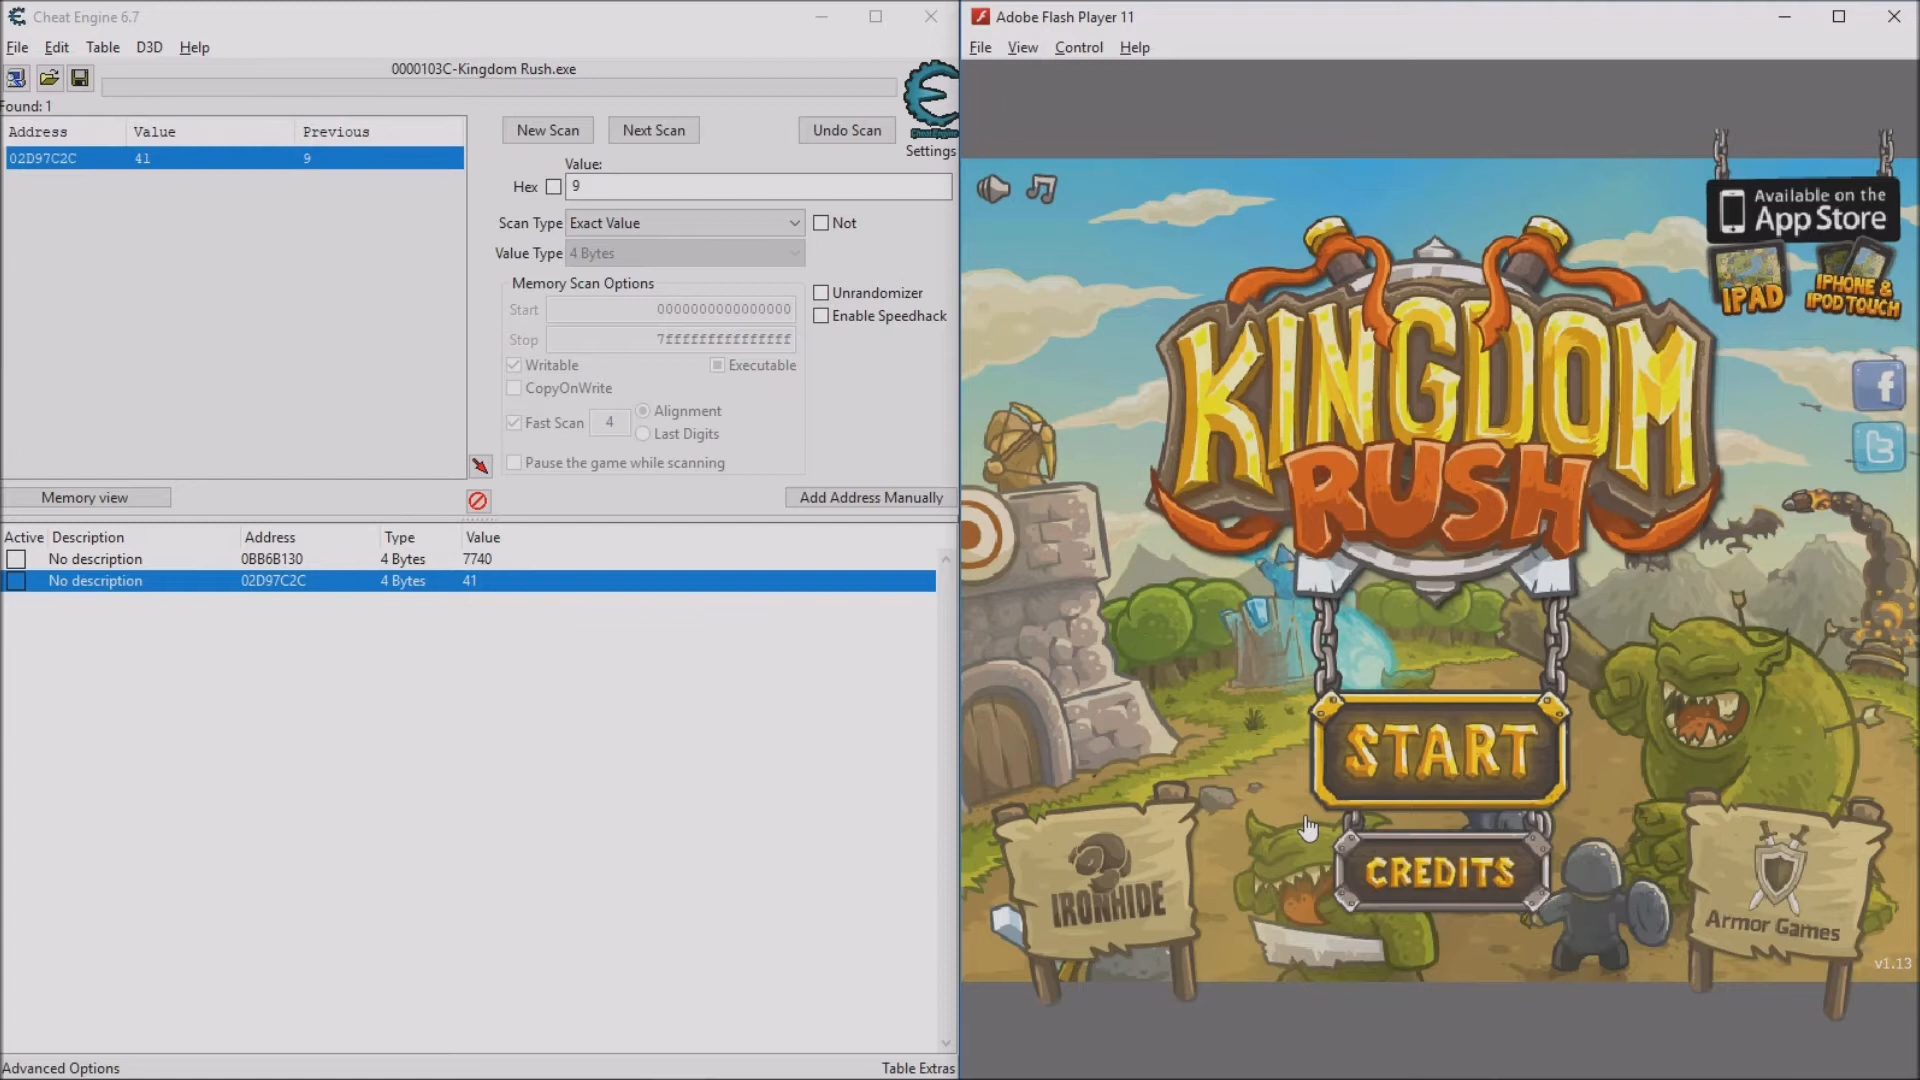 Cheat Engine 6.7
File Edit Table D3D Help
0000103C-Kingdom Rush.exe
Found: 1
Address Value Previous
02D97C2C 41 9
New Scan Next Scan Undo Scan
Settings
Value:
Hex 9
Scan Type Exact Value Not
Value Type 4 Bytes
Memory Scan Options
Start 0000000000000000
Stop 7fffffffffffffff
Unrandomizer
Enable Speedhack
Writable Executable
CopyOnWrite
Fast Scan 4 Alignment
Last Digits
Pause the game while scanning
Memory view Add Address Manually
Active Description Address Type Value
No description 0BB6B130 4 Bytes 7740
No description 02D97C2C 4 Bytes 41
Advanced Options Table Extras
Adobe Flash Player 11
File View Control Help
Available on the
App Store
IPAD
IPHONE &
IPOD TOUCH
KINGDOM
RUSH
f
t
START
CREDITS
IRONHIDE
Armor Games
v1.13